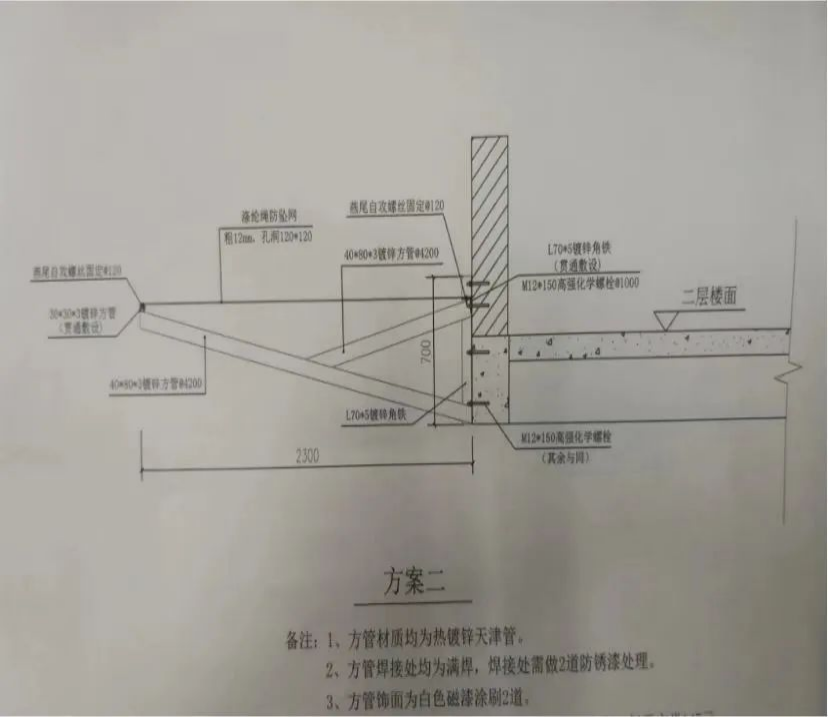 燕尾自攻螺丝固定@120
涤纶绳防坠网
粗12mm，孔洞120*120
40*80*3镀锌方管@4200
L70*5镀锌角铁
(贯通敷设)
M12*150高强化学螺栓@1000
燕尾自攻螺丝固定@120
30*30*3镀锌方管
(贯通敷设)
二层楼面
700
40*80*3镀锌方管@4200
L70*5镀锌角铁
M12*150高强化学螺栓
(其余与同)
2300
方案二
备注：1、方管材质均为热镀锌天津管。
2、方管焊接处均为满焊，焊接处需做2道防锈漆处理。
3、方管饰面为白色磁漆涂刷2道。